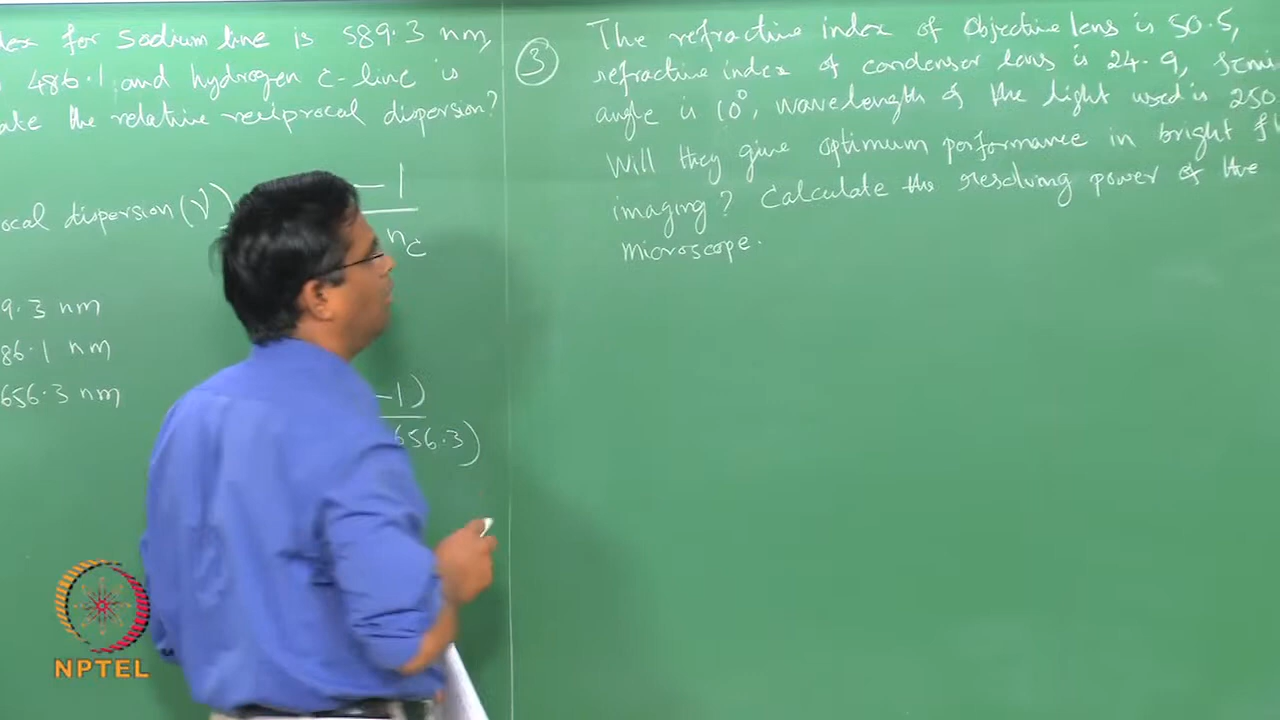 dex for sodium line is 589.3 nm,
486.1 and hydrogen c-line is
ate the relative reciprocal dispersion?
ocal dispersion (V)
-1
nc
9.3 nm
86.1 nm
656.3 nm
-1)
656.3)
③ The refractive index of objective lens is 50.5,
refractive index of condenser lens is 24.9, semi
angle is 10°, wavelength of the light used is 250
Will they give optimum performance in bright
imaging? Calculate the resolving power of the
microscope.
NPTEL